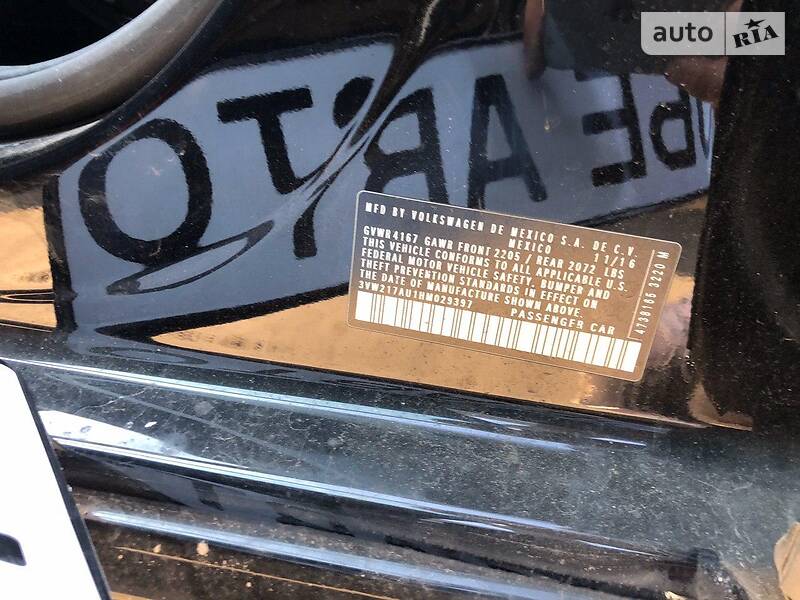 auto RIA
MFD BY VOLKSWAGEN DE MEXICO S.A. DE C.V.
MEXICO 11/16
GVWR4167 GAWR FRONT 2205 / REAR 2072 LBS
THIS VEHICLE CONFORMS TO ALL APPLICABLE U.S.
FEDERAL MOTOR VEHICLE SAFETY, BUMPER AND
THEFT PREVENTION STANDARDS IN EFFECT ON
THE DATE OF MANUFACTURE SHOWN ABOVE.
3VW217AU1HM029397 PASSENGER CAR